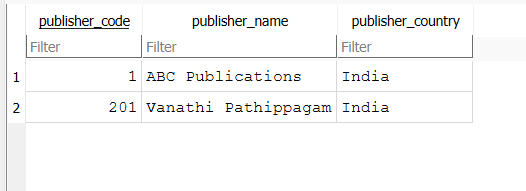 publisher_code publisher_name publisher_country
Filter Filter Filter
1 1 ABC Publications India
2 201 Vanathi Pathippagam India